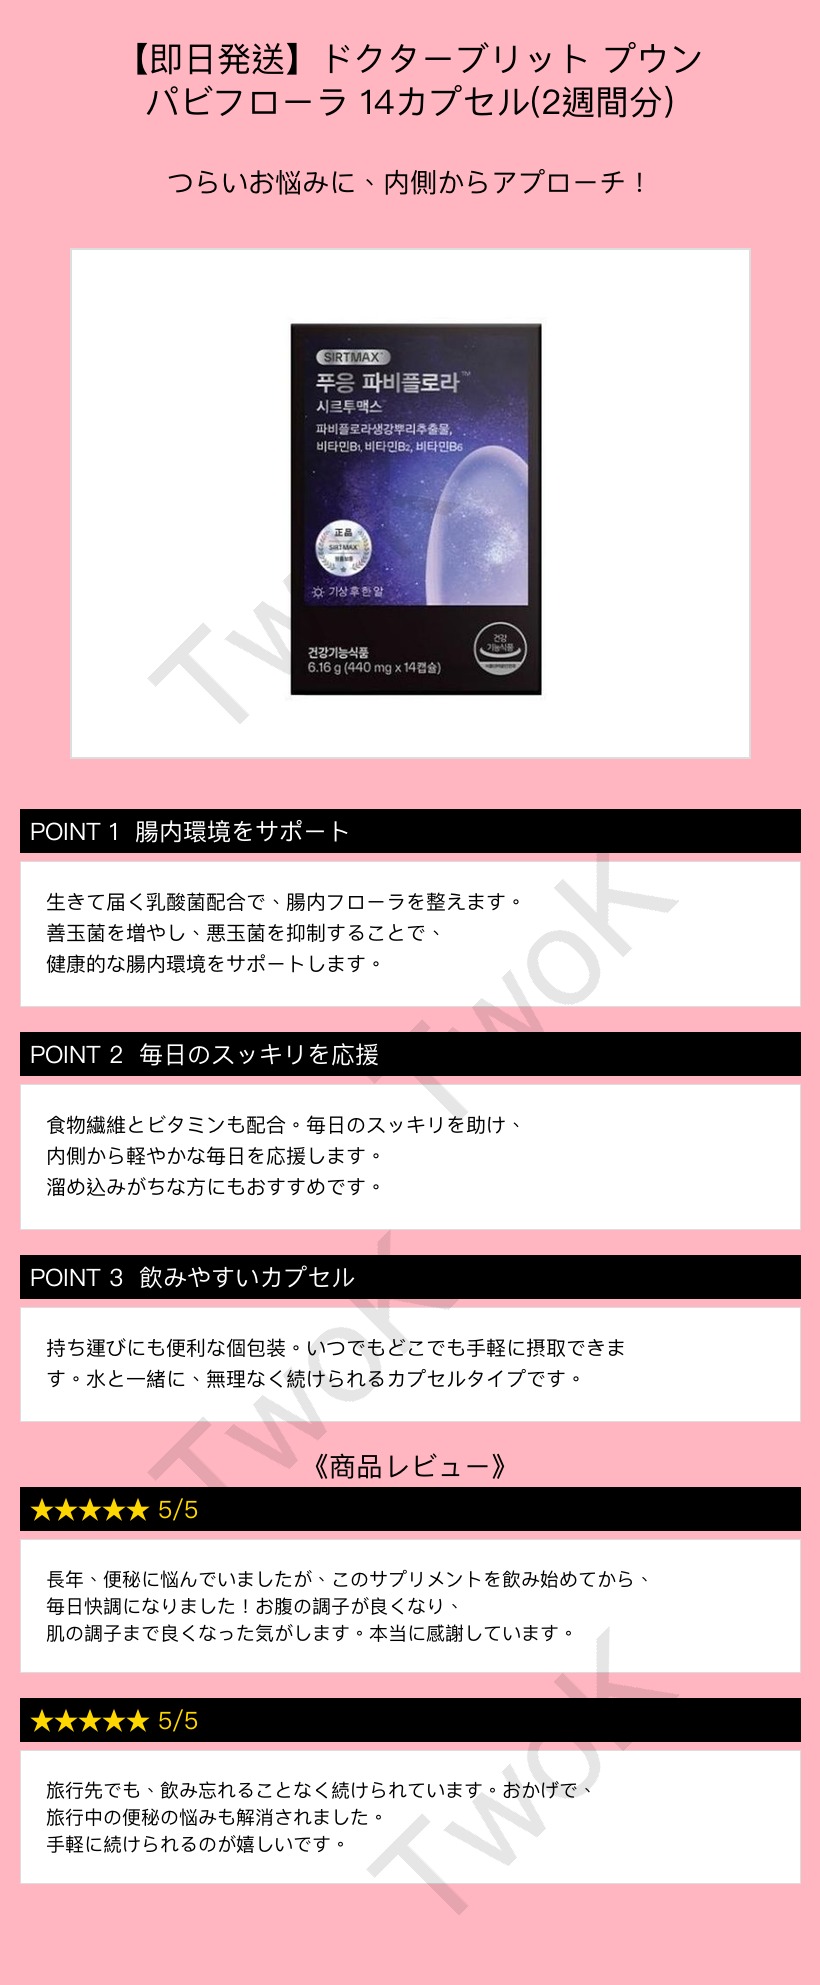 【即日発送】ドクターブリット プウン
パビフローラ 14カプセル(2週間分)
つらいお悩みに、内側からアプローチ！
SIRTMAX™
푸응 파비플로라™
시르투맥스
파비플로라생강뿌리추출물,
비타민B1, 비타민B2, 비타민B6
正品
SIRTMAX
기상 후 한 알
건강
기능식품
건강기능식품
6.16 g (440 mg x 14캡슐)
TwoK
POINT 1 腸内環境をサポート
生きて届く乳酸菌配合で、腸内フローラを整えます。
善玉菌を増やし、悪玉菌を抑制することで、
健康的な腸内環境をサポートします。
TwoK
POINT 2 毎日のスッキリを応援
食物繊維とビタミンも配合。毎日のスッキリを助け、
内側から軽やかな毎日を応援します。
溜め込みがちな方にもおすすめです。
POINT 3 飲みやすいカプセル
持ち運びにも便利な個包装。いつでもどこでも手軽に摂取できま
す。水と一緒に、無理なく続けられるカプセルタイプです。
TwoK
《商品レビュー》
★★★★★ 5/5
長年、便秘に悩んでいましたが、このサプリメントを飲み始めてから、
毎日快調になりました！お腹の調子が良くなり、
肌の調子まで良くなった気がします。本当に感謝しています。
★★★★★ 5/5
旅行先でも、飲み忘れることなく続けられています。おかげで、
旅行中の便秘の悩みも解消されました。
手軽に続けられるのが嬉しいです。
TwoK